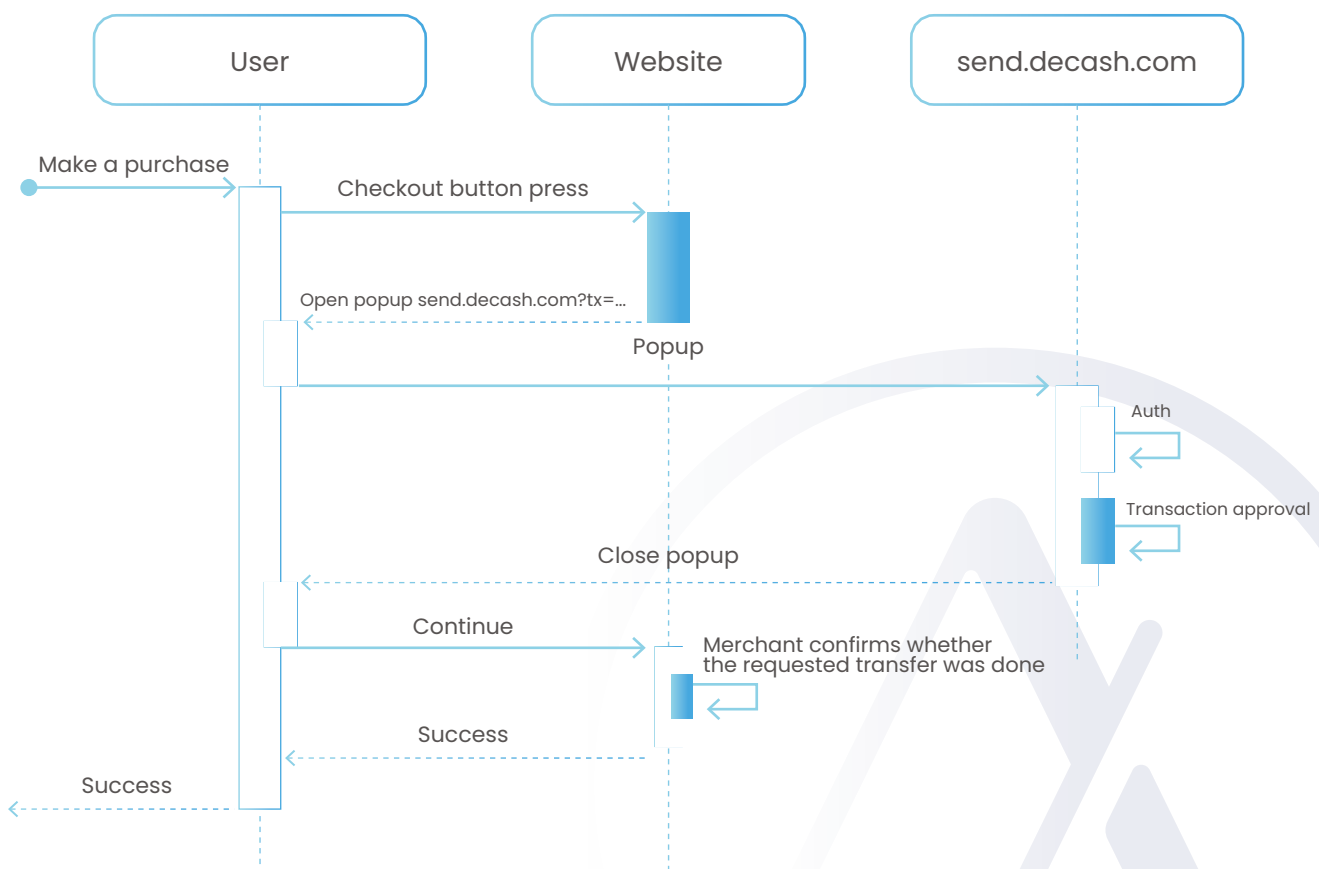 User
Website
send.decash.com
Make a purchase
Checkout button press
Open popup send.decash.com?tx=...
Popup
Auth
Transaction approval
Close popup
Continue
Merchant confirms whether
the requested transfer was done
Success
Success